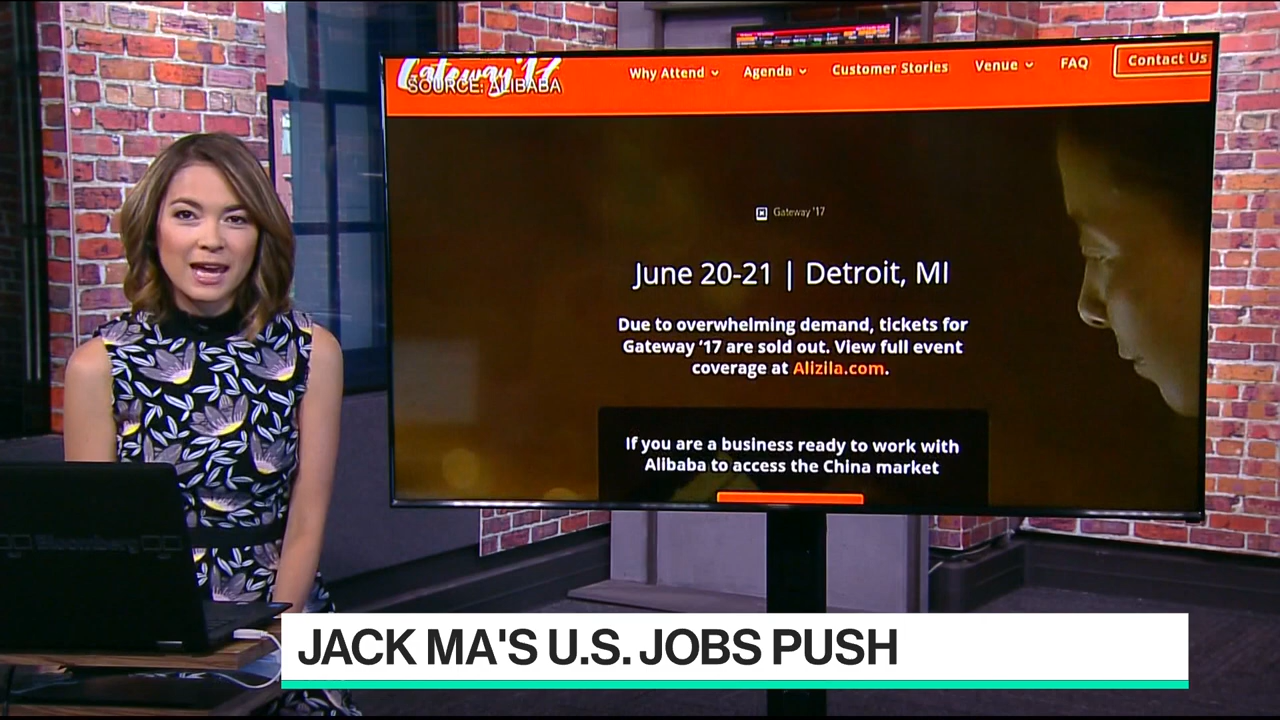 Gateway'17
SOURCE: ALIBABA
Why Attend
Agenda
Customer Stories
Venue
FAQ
Contact Us
Gateway '17
June 20-21 | Detroit, MI
Due to overwhelming demand, tickets for
Gateway ’17 are sold out. View full event
coverage at Alizila.com.
If you are a business ready to work with
Alibaba to access the China market
Bloomberg
JACK MA'S U.S. JOBS PUSH